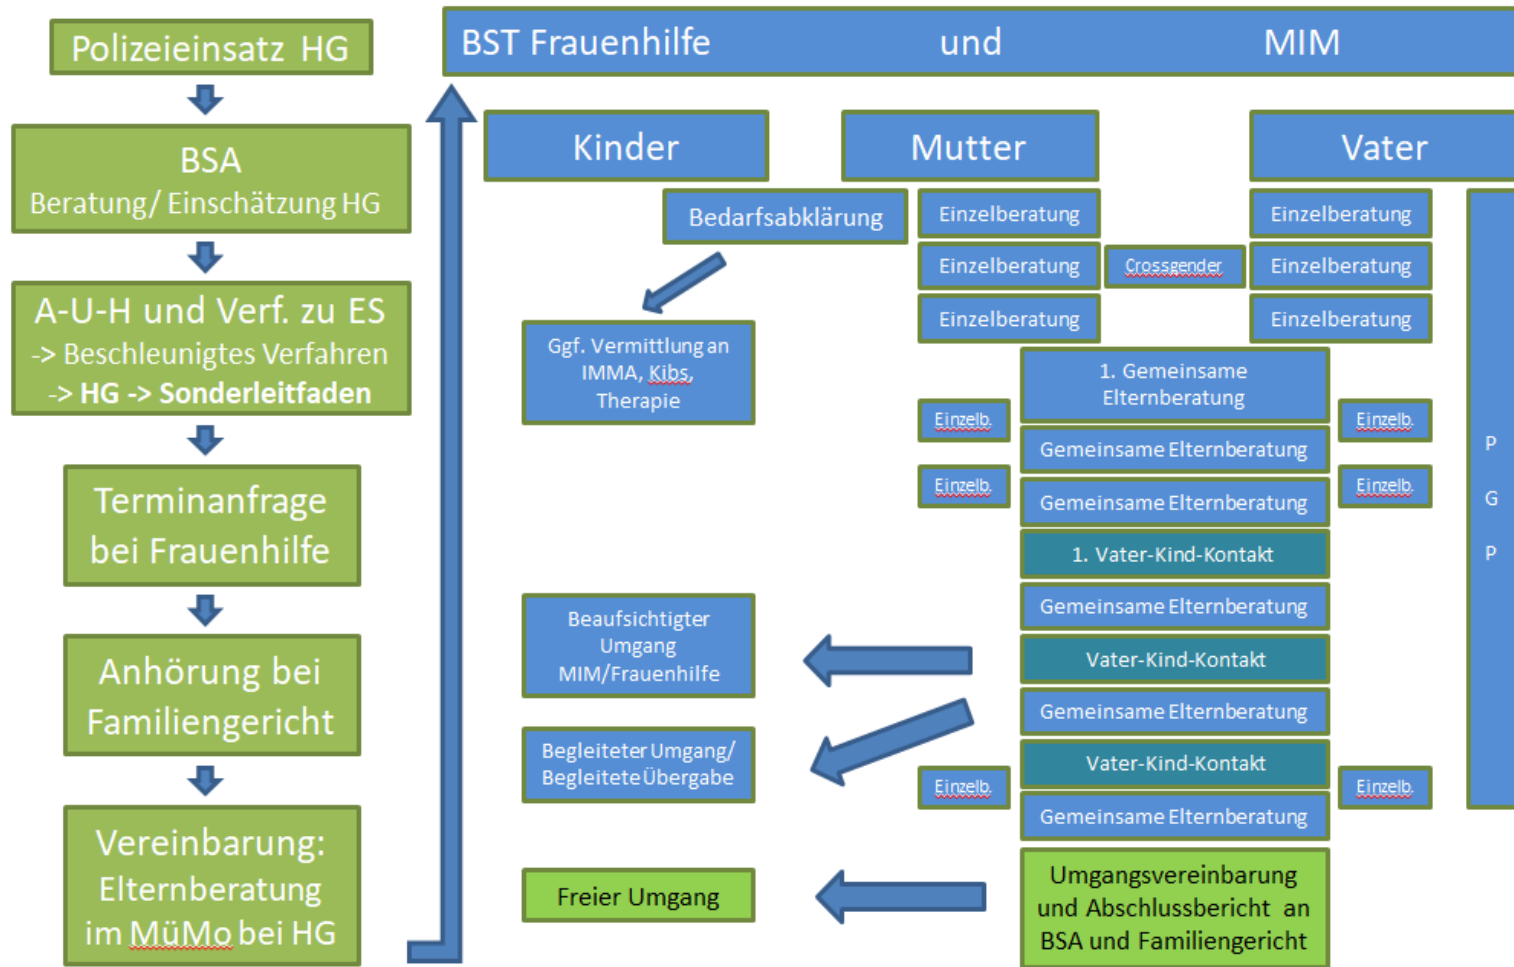 Polizeieinsatz HG
BSA
Beratung/ Einschätzung HG
A-U-H und Verf. zu ES
-> Beschleunigtes Verfahren
-> HG -> Sonderleitfaden
Terminanfrage
bei Frauenhilfe
Anhörung bei
Familiengericht
Vereinbarung:
Elternberatung
im MüMo bei HG
BST Frauenhilfe und MIM
Kinder
Mutter
Vater
Bedarfsabklärung
Einzelberatung
Einzelberatung
Einzelberatung
Crossgender
Einzelberatung
Einzelberatung
Einzelberatung
Ggf. Vermittlung an
IMMA, Kibs,
Therapie
1. Gemeinsame
Elternberatung
Einzelb.
Einzelb.
Gemeinsame Elternberatung
Einzelb.
Einzelb.
Gemeinsame Elternberatung
1. Vater-Kind-Kontakt
Gemeinsame Elternberatung
Beaufsichtigter
Umgang
MIM/Frauenhilfe
Vater-Kind-Kontakt
Gemeinsame Elternberatung
Begleiteter Umgang/
Begleitete Übergabe
Vater-Kind-Kontakt
Einzelb.
Einzelb.
Gemeinsame Elternberatung
Freier Umgang
Umgangsvereinbarung
und Abschlussbericht an
BSA und Familiengericht
P
G
P